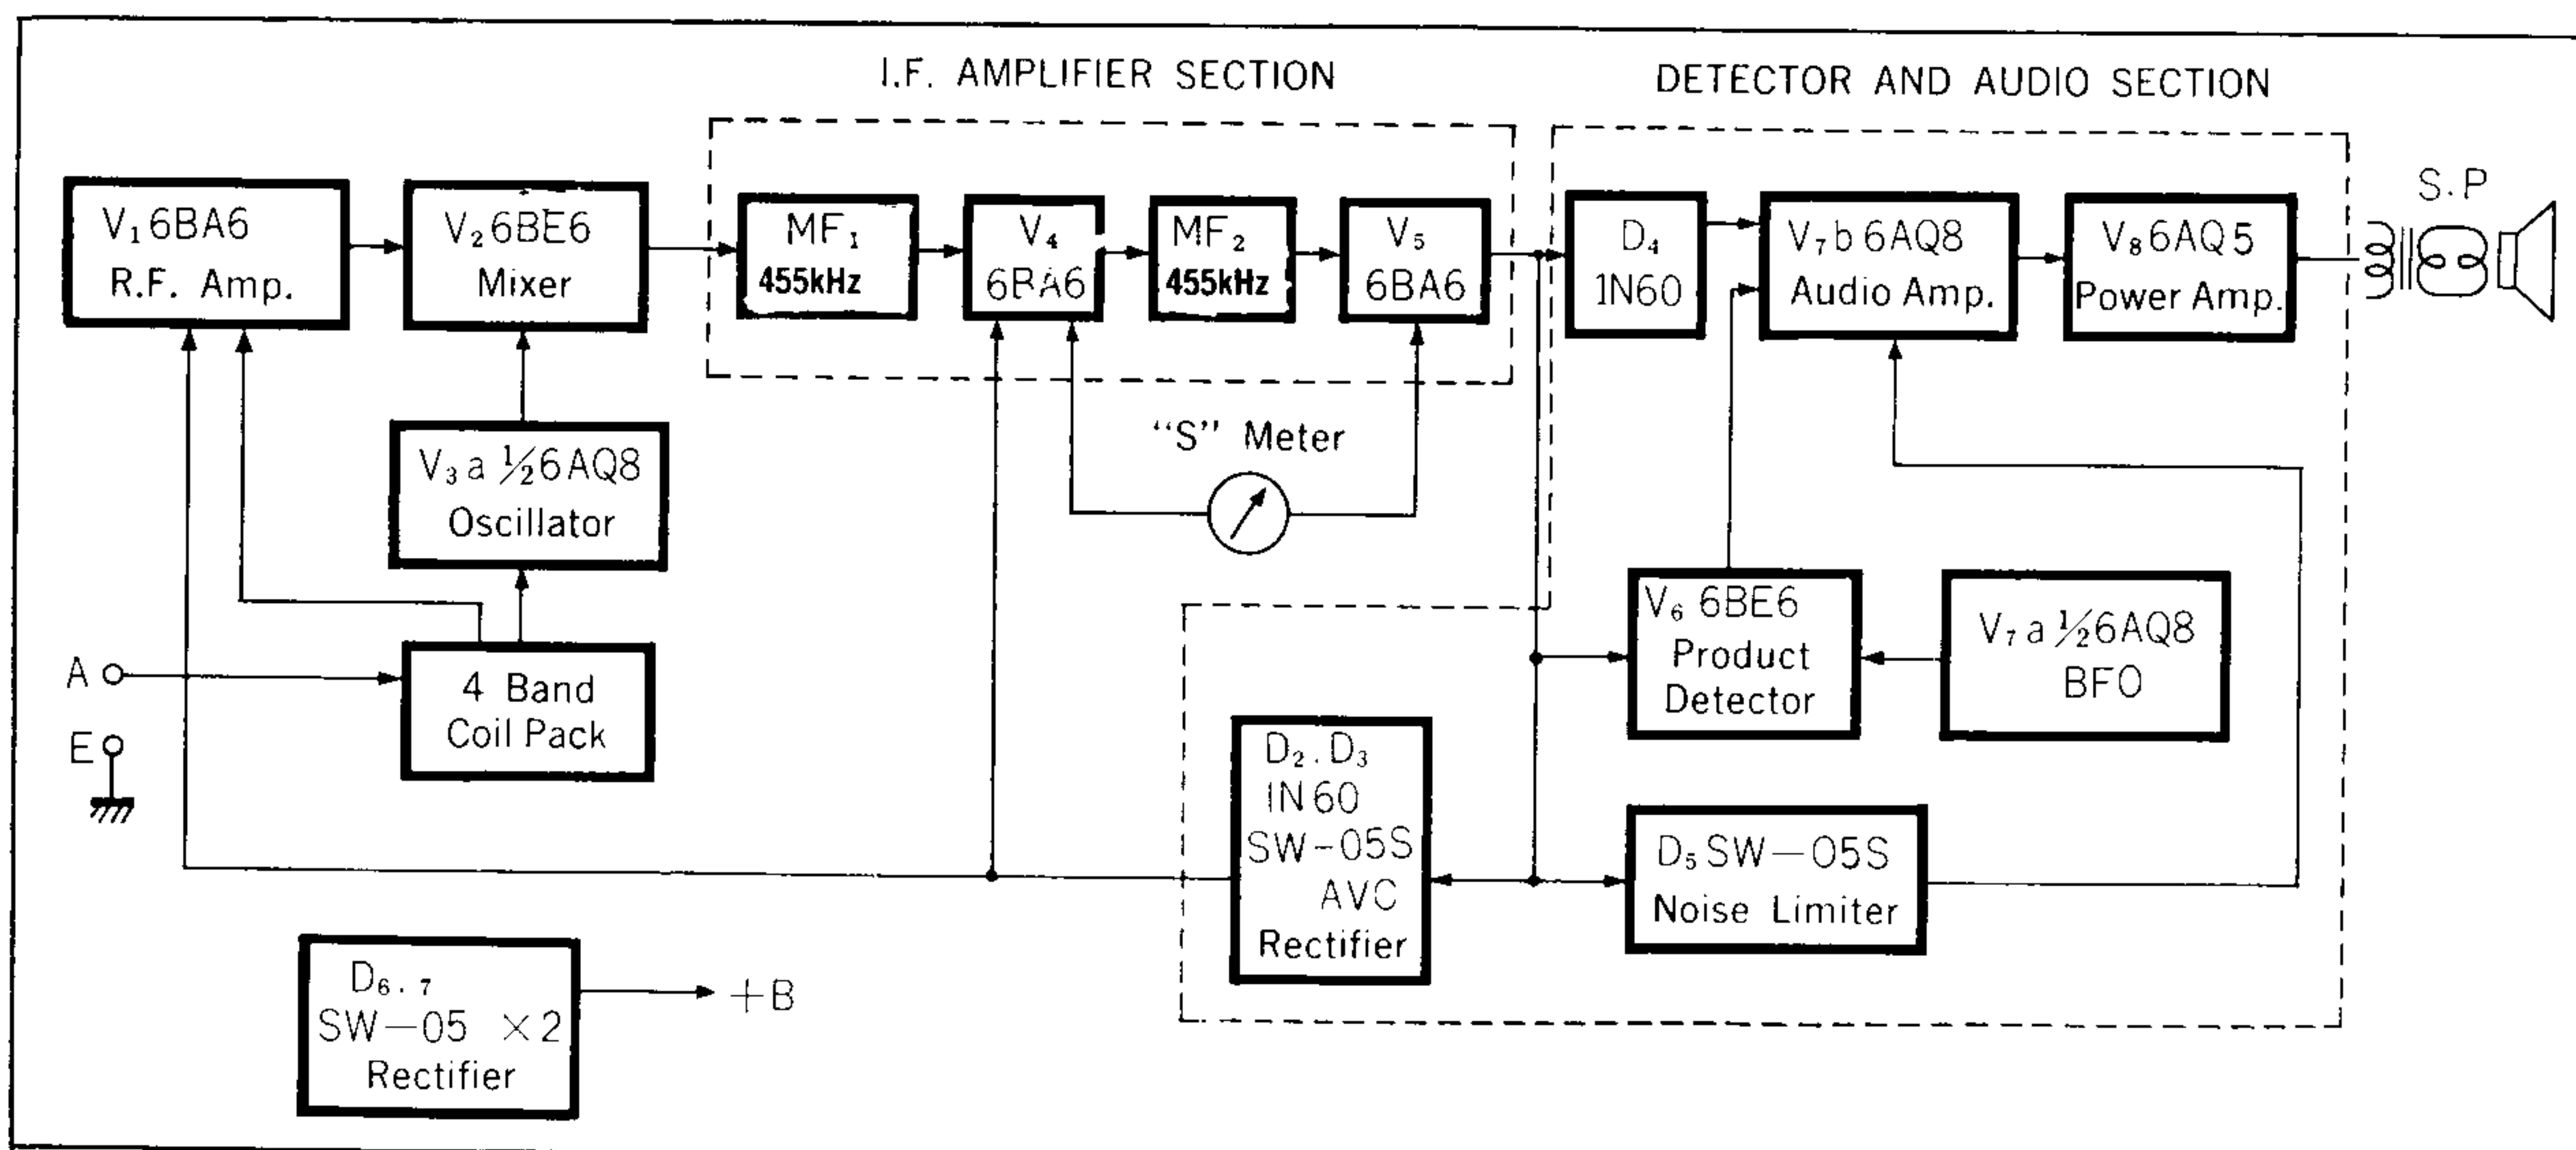 I.F. AMPLIFIER SECTION
DETECTOR AND AUDIO SECTION
V₁ 6BA6
R.F. Amp.
V₂ 6BE6
Mixer
MF₁
455kHz
V₄
6BA6
MF₂
455kHz
V₅
6BA6
D₄
1N60
V₇b 6AQ8
Audio Amp.
V₈ 6AQ5
Power Amp.
S.P
V₃a ½6AQ8
Oscillator
"S" Meter
A
E
4 Band
Coil Pack
V₆ 6BE6
Product
Detector
V₇a ½6AQ8
BFO
D₂. D₃
1N60
SW-05S
AVC
Rectifier
D₅ SW-05S
Noise Limiter
D₆.₇
SW-05 ×2
Rectifier
+B